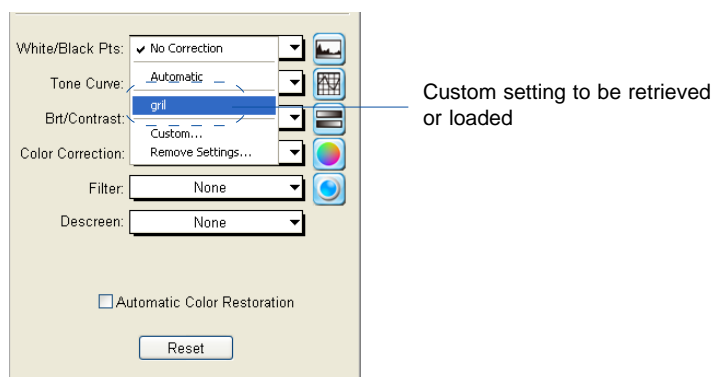 White/Black Pts: ✔ No Correction
Automatic
Tone Curve:
gril
Brt/Contrast:
Custom...
Color Correction: Remove Settings...
Filter: None
Descreen: None
Automatic Color Restoration
Reset
Custom setting to be retrieved
or loaded